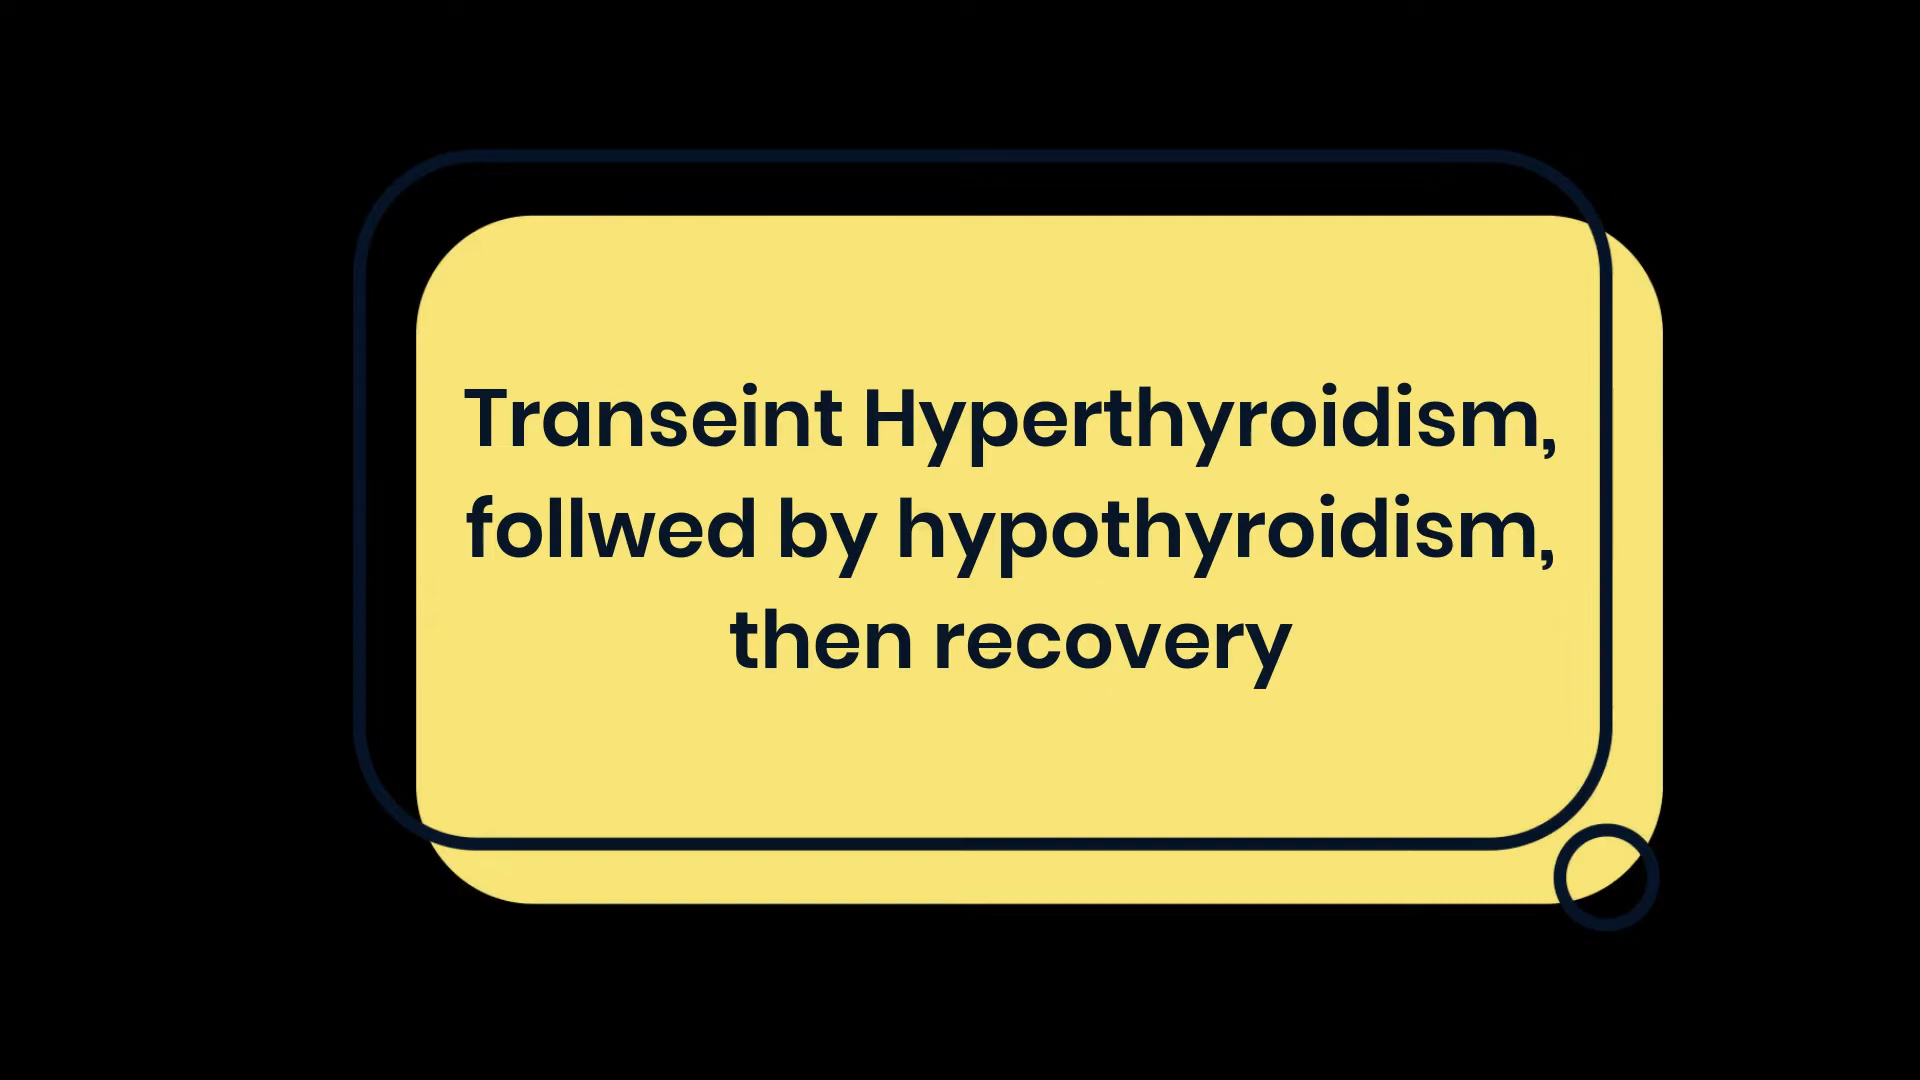 Transeint Hyperthyroidism,
follwed by hypothyroidism,
then recovery